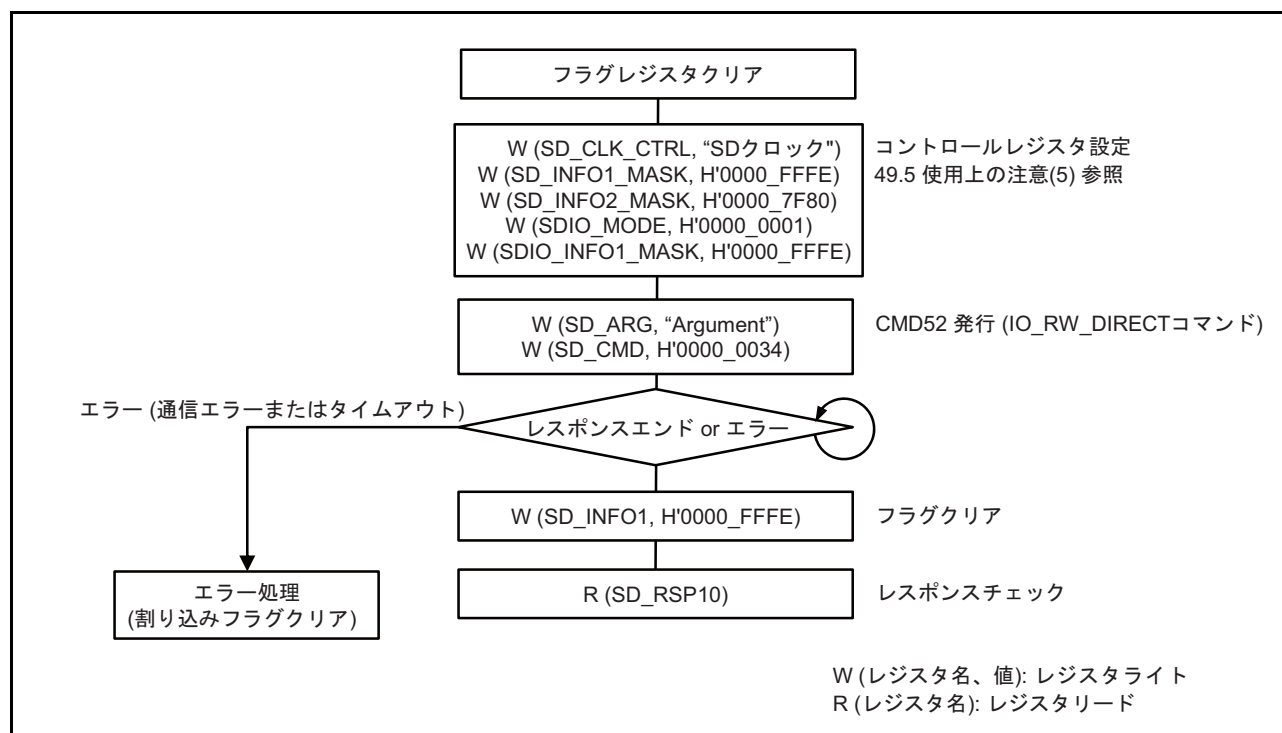 フラグレジスタクリア
W (SD_CLK_CTRL, “SDクロック")
W (SD_INFO1_MASK, H'0000_FFFE)
W (SD_INFO2_MASK, H'0000_7F80)
W (SDIO_MODE, H'0000_0001)
W (SDIO_INFO1_MASK, H'0000_FFFE)
コントロールレジスタ設定
49.5 使用上の注意(5) 参照
W (SD_ARG, “Argument”)
W (SD_CMD, H'0000_0034)
CMD52 発行 (IO_RW_DIRECTコマンド)
エラー (通信エラーまたはタイムアウト)
レスポンスエンド or エラー
W (SD_INFO1, H'0000_FFFE)
フラグクリア
エラー処理
(割り込みフラグクリア)
R (SD_RSP10)
レスポンスチェック
W (レジスタ名、値): レジスタライト
R (レジスタ名): レジスタリード